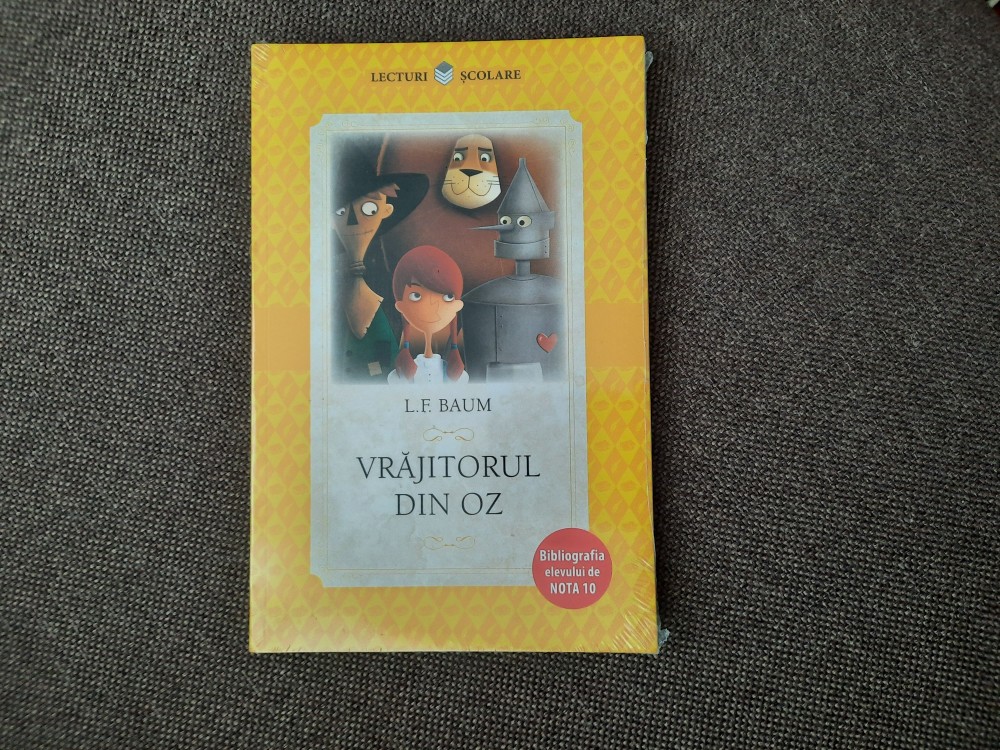 LECTURI ȘCOLARE
L.F. BAUM
VRĂJITORUL
DIN OZ
Bibliografia
elevului de
NOTA 10